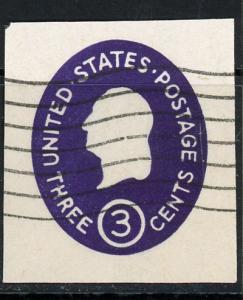 UNITED·STATES·POSTAGE
THREE 3 CENTS